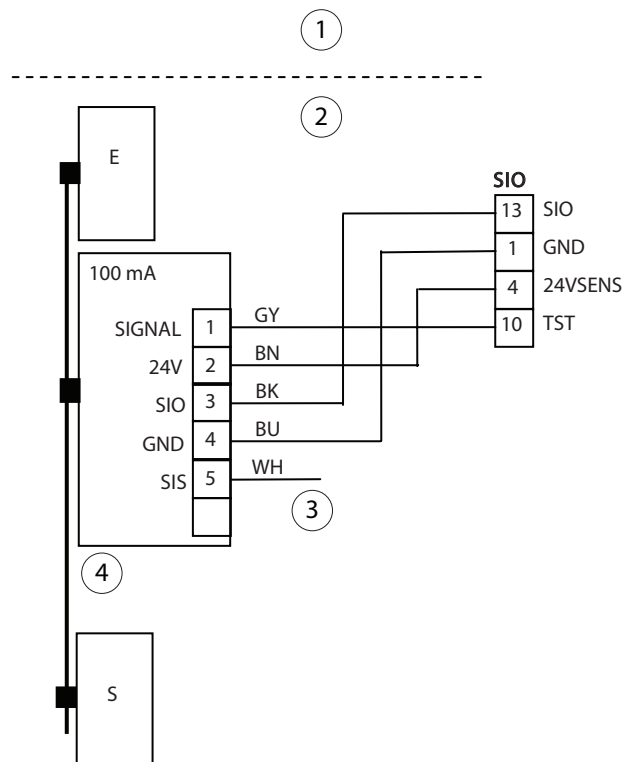 1
2
E
SIO
13 SIO
1 GND
4 24VSENS
10 TST
100 mA
SIGNAL 1 GY
24V 2 BN
SIO 3 BK
GND 4 BU
SIS 5 WH
3
4
S